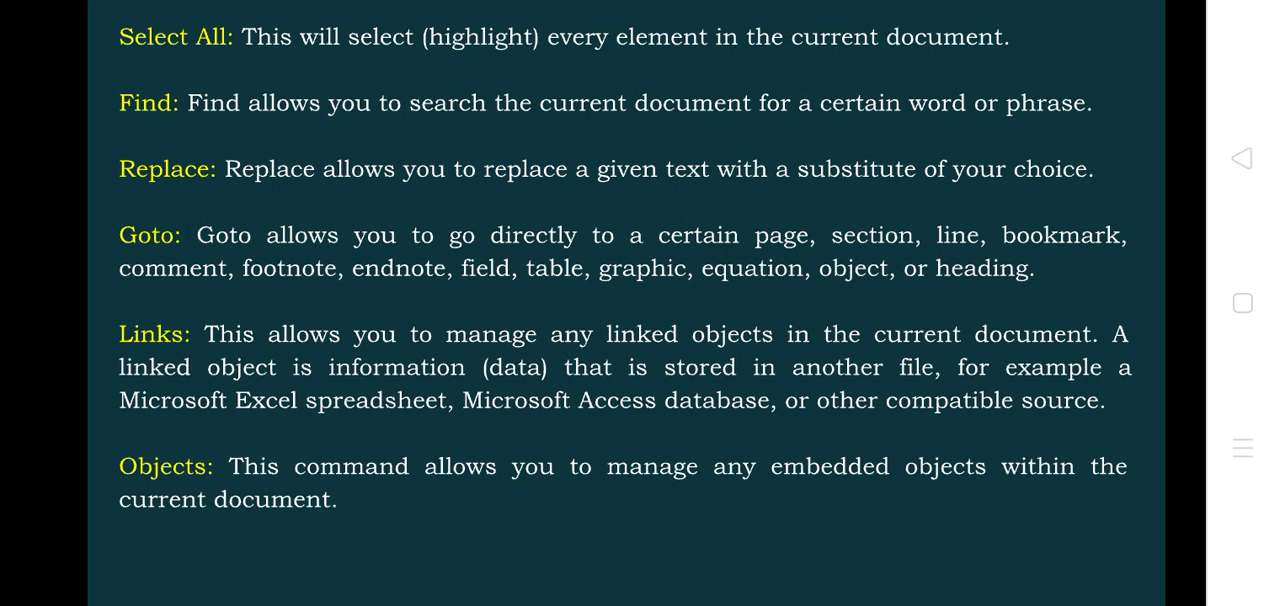 Select All: This will select (highlight) every element in the current document.
Find: Find allows you to search the current document for a certain word or phrase.
Replace: Replace allows you to replace a given text with a substitute of your choice.
Goto: Goto allows you to go directly to a certain page, section, line, bookmark,
comment, footnote, endnote, field, table, graphic, equation, object, or heading.
Links: This allows you to manage any linked objects in the current document. A
linked object is information (data) that is stored in another file, for example a
Microsoft Excel spreadsheet, Microsoft Access database, or other compatible source.
Objects: This command allows you to manage any embedded objects within the
current document.